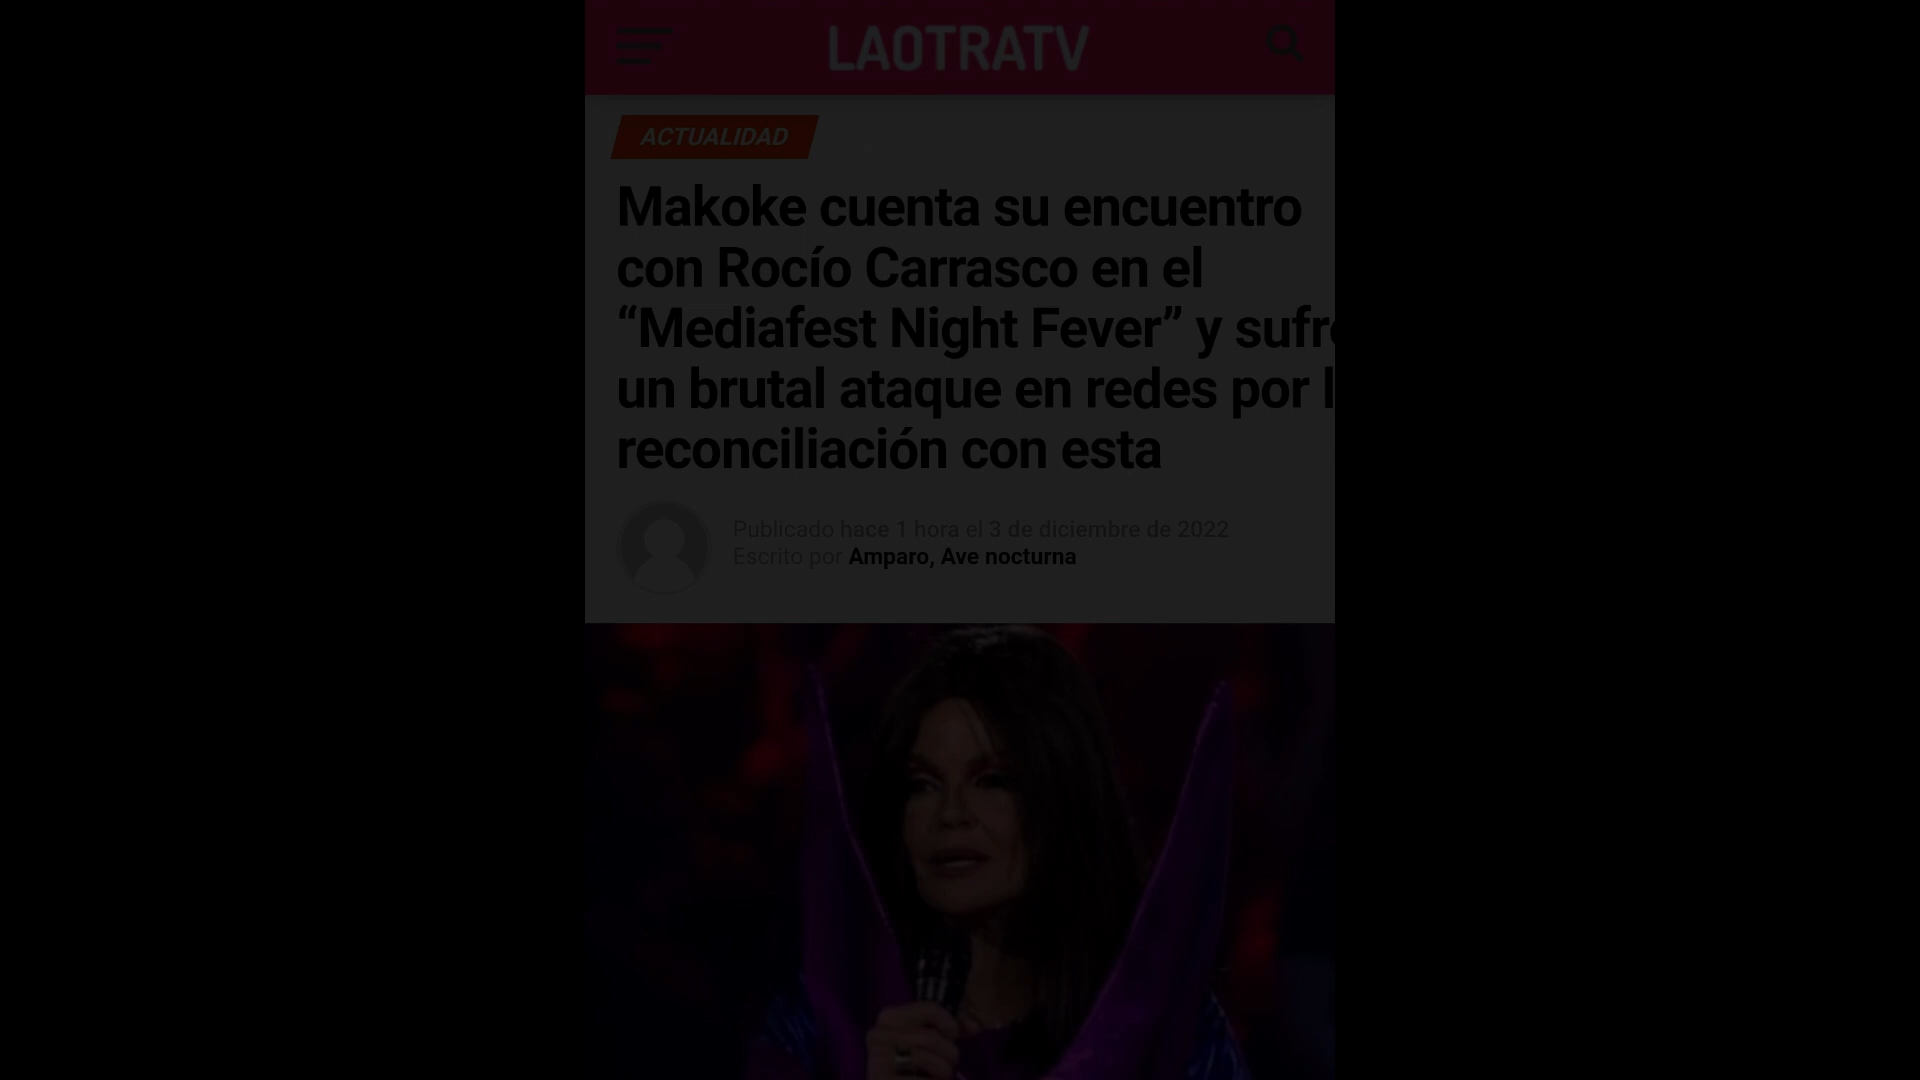 LAOTRATV
ACTUALIDAD
Makoke cuenta su encuentro
con Rocío Carrasco en el
“Mediafest Night Fever” y sufr
un brutal ataque en redes por l
reconciliación con esta
Publicado hace 1 hora el 3 de diciembre de 2022
Escrito por Amparo, Ave nocturna